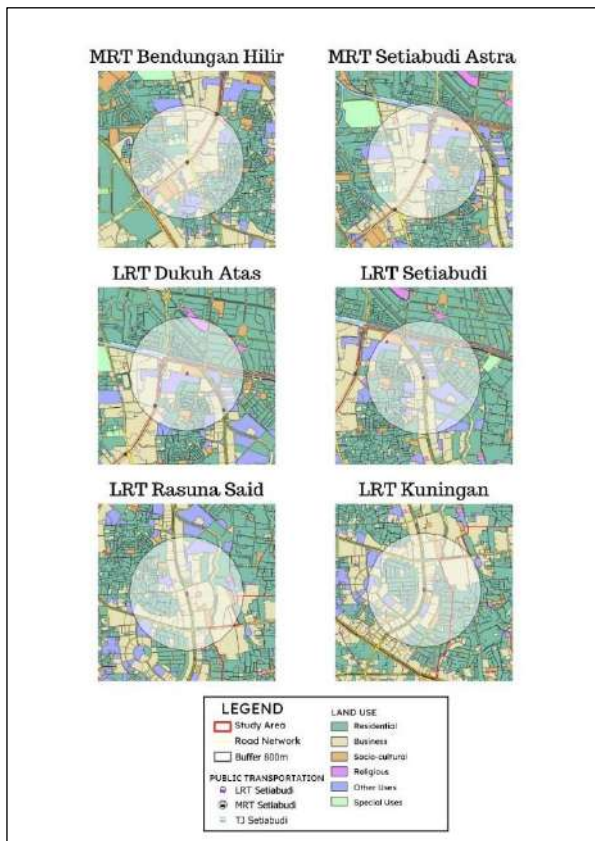 MRT Bendungan Hilir
MRT Setiabudi Astra
LRT Dukuh Atas
LRT Setiabudi
LRT Rasuna Said
LRT Kuningan
LEGEND
Study Area
Road Network
Buffer 800m
PUBLIC TRANSPORTATION
LRT Setiabudi
MRT Setiabudi
TJ Setiabudi
LAND USE
Residential
Business
Socio-cultural
Religious
Other Uses
Special Uses